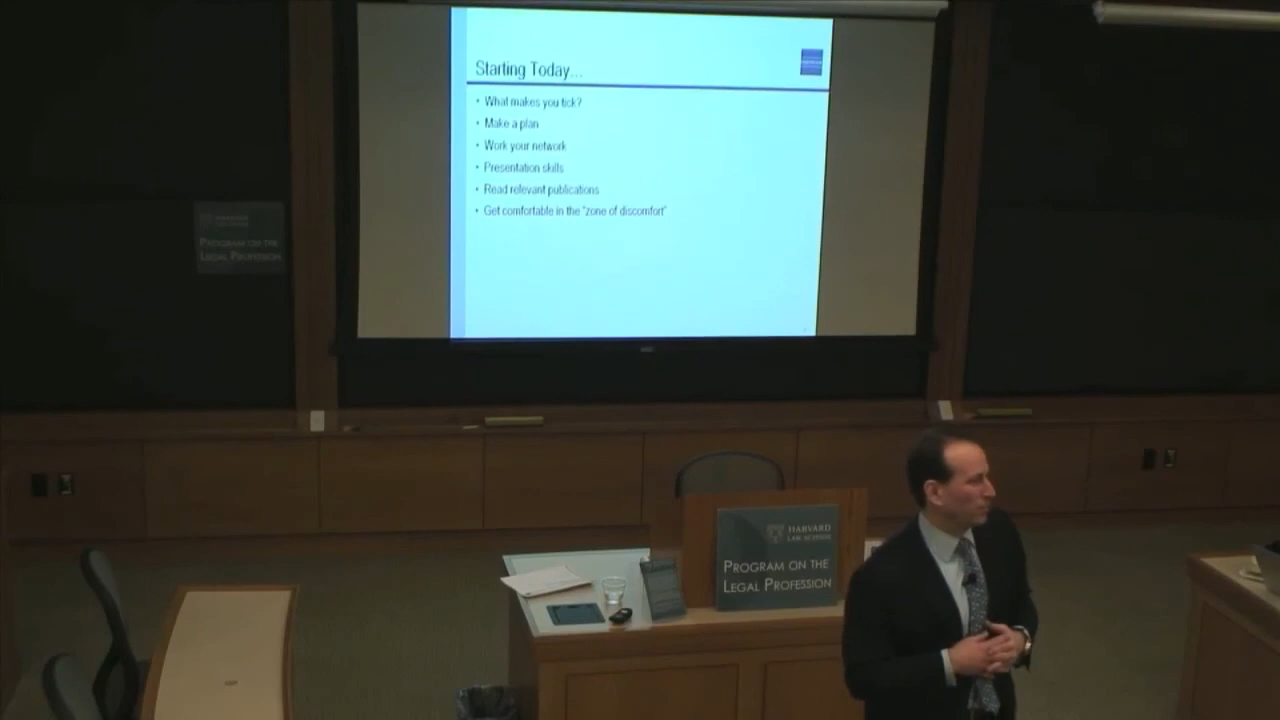 Starting Today...
• What makes you tick?
• Make a plan
• Work your network
• Presentation skills
• Read relevant publications
• Get comfortable in the "zone of discomfort"
PROGRAM ON THE
LEGAL PROFESSION
HARVARD
LAW SCHOOL
PROGRAM ON THE
LEGAL PROFESSION